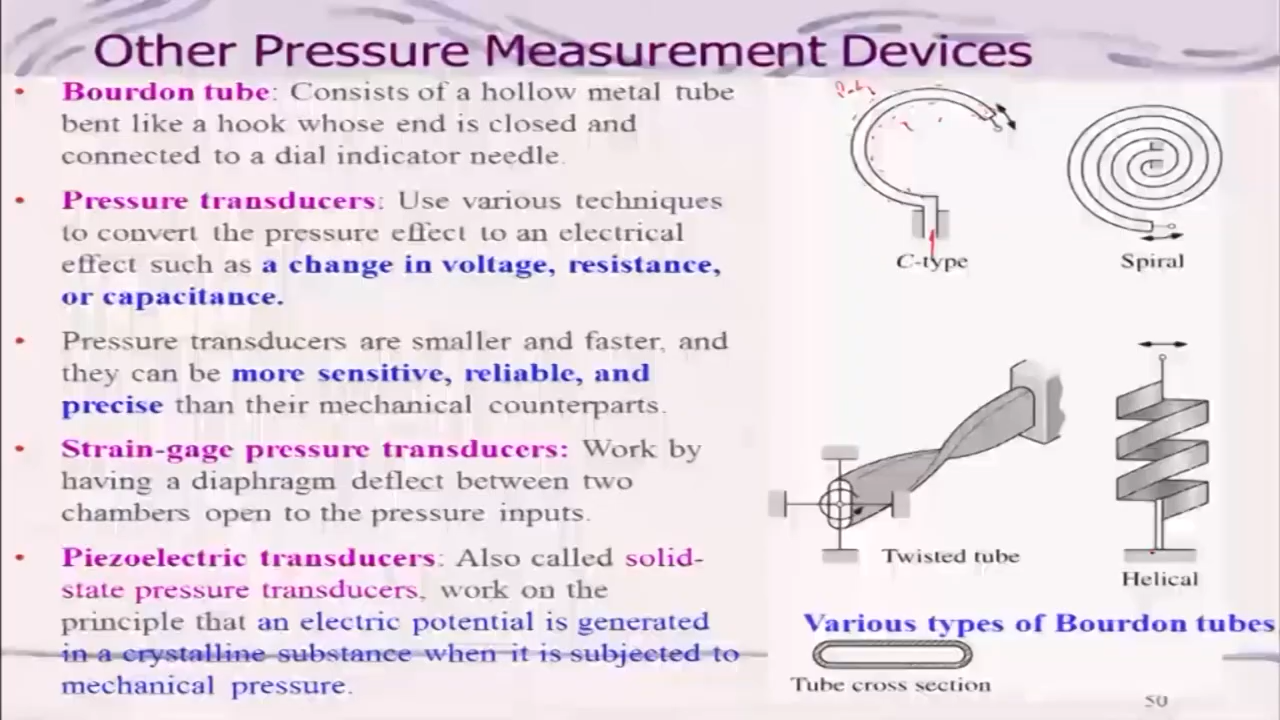 Other Pressure Measurement Devices
• Bourdon tube: Consists of a hollow metal tube
bent like a hook whose end is closed and
connected to a dial indicator needle.
• Pressure transducers: Use various techniques
to convert the pressure effect to an electrical
effect such as a change in voltage, resistance,
or capacitance.
• Pressure transducers are smaller and faster, and
they can be more sensitive, reliable, and
precise than their mechanical counterparts.
• Strain-gage pressure transducers: Work by
having a diaphragm deflect between two
chambers open to the pressure inputs.
• Piezoelectric transducers: Also called solid-
state pressure transducers, work on the
principle that an electric potential is generated
in a crystalline substance when it is subjected to
mechanical pressure.
C-type
Spiral
Twisted tube
Helical
Various types of Bourdon tubes
Tube cross section
50